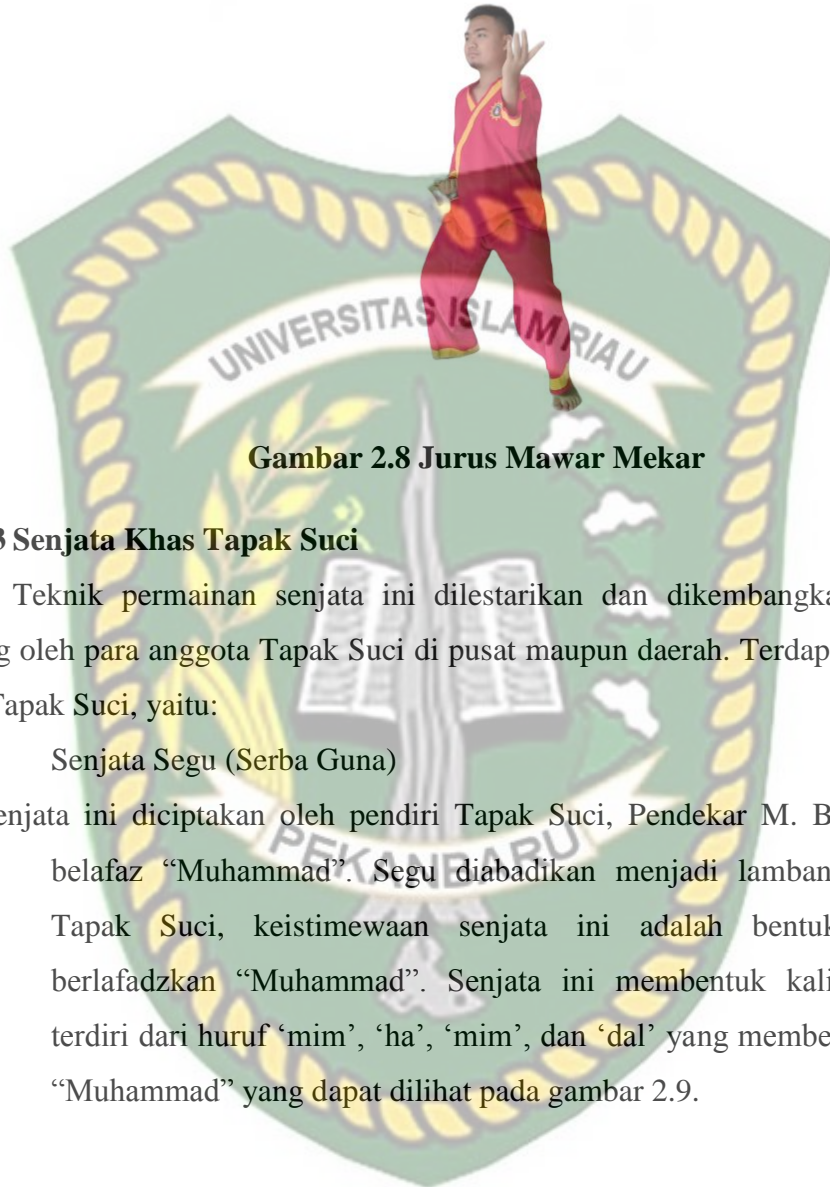 UNIVERSITAS ISLAM RIAU
Gambar 2.8 Jurus Mawar Mekar
3 Senjata Khas Tapak Suci
Teknik permainan senjata ini dilestarikan dan dikembangka
g oleh para anggota Tapak Suci di pusat maupun daerah. Terdap
Tapak Suci, yaitu:
Senjata Segu (Serba Guna)
enjata ini diciptakan oleh pendiri Tapak Suci, Pendekar M. B
PEKANBARU
belafaz “Muhammad”. Segu diabadikan menjadi lamban
Tapak Suci, keistimewaan senjata ini adalah bentuk
berlafadzkan “Muhammad”. Senjata ini membentuk kali
terdiri dari huruf ‘mim’, ‘ha’, ‘mim’, dan ‘dal’ yang membe
“Muhammad” yang dapat dilihat pada gambar 2.9.